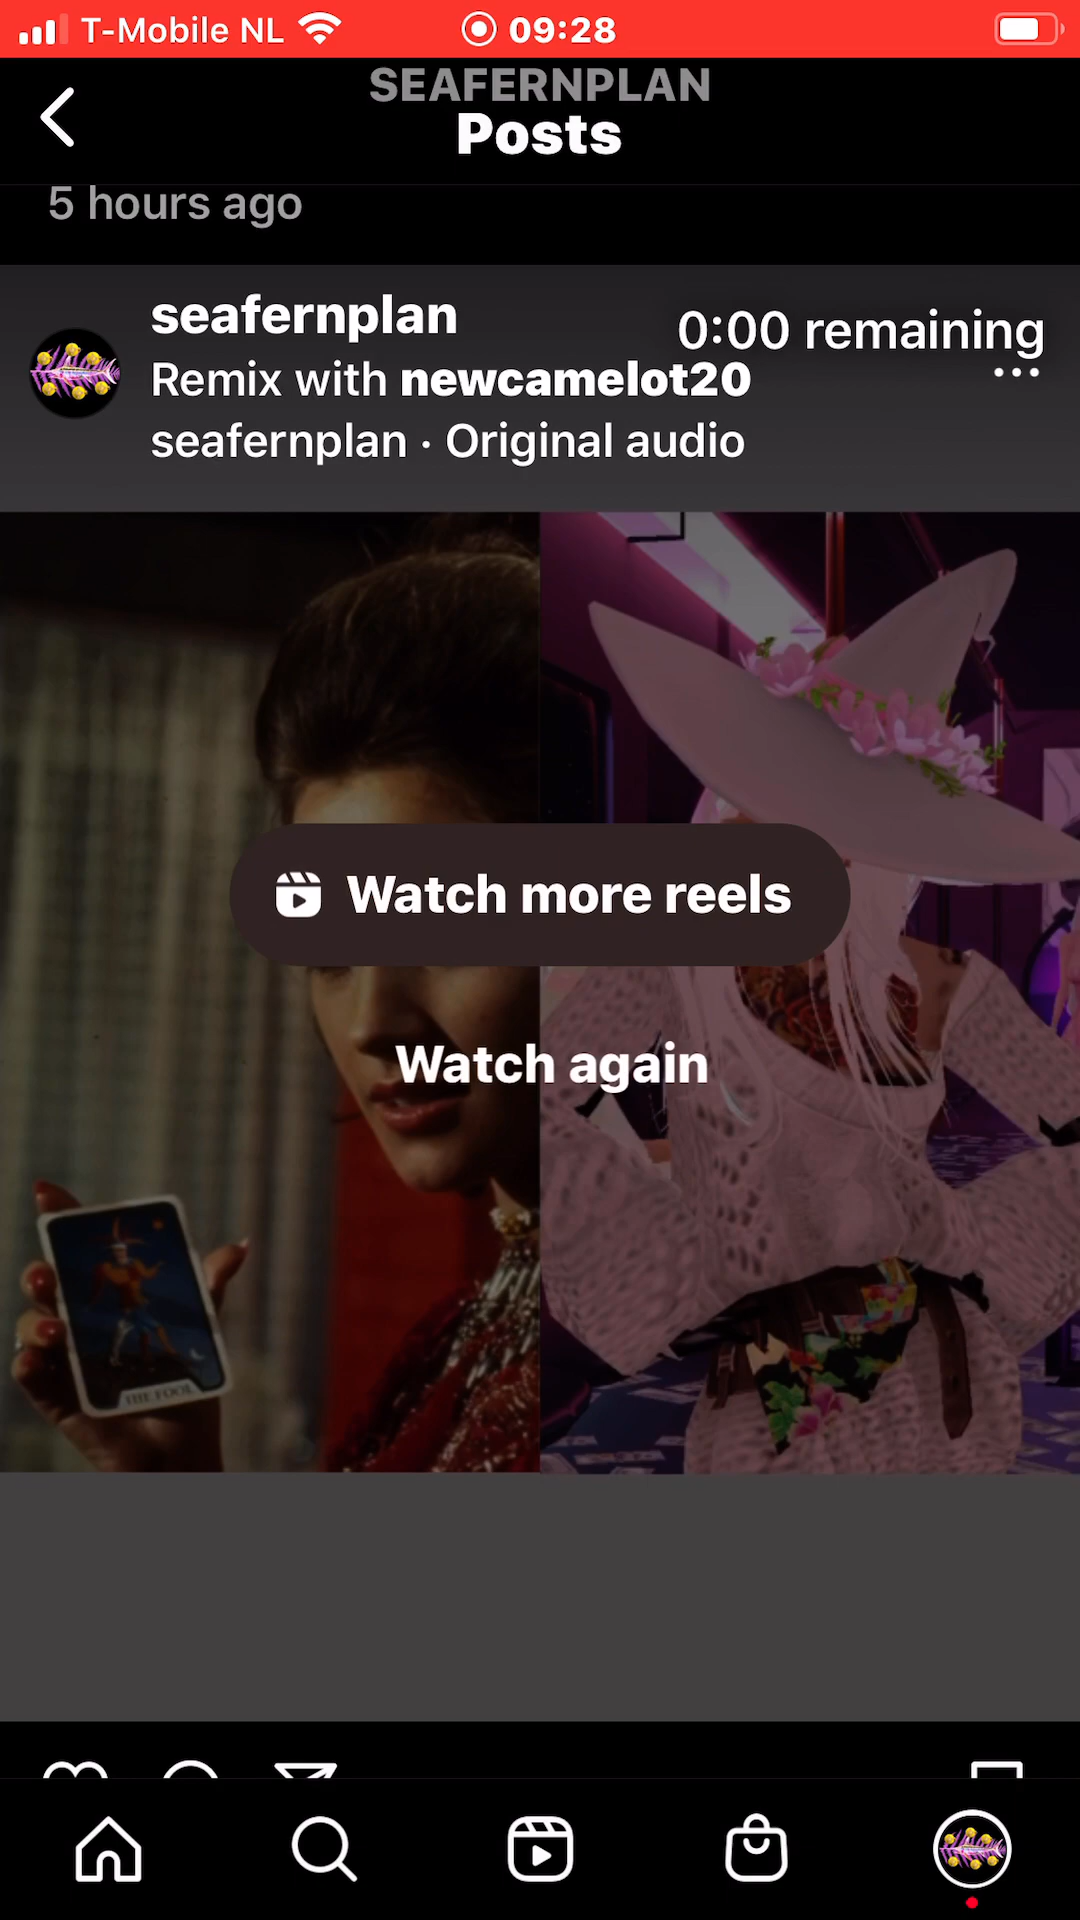 T-Mobile NL 09:28
SEAFERNPLAN
Posts
5 hours ago
seafernplan
0:00 remaining
Remix with newcamelot20
seafernplan · Original audio
Watch more reels
Watch again
THE FOOL